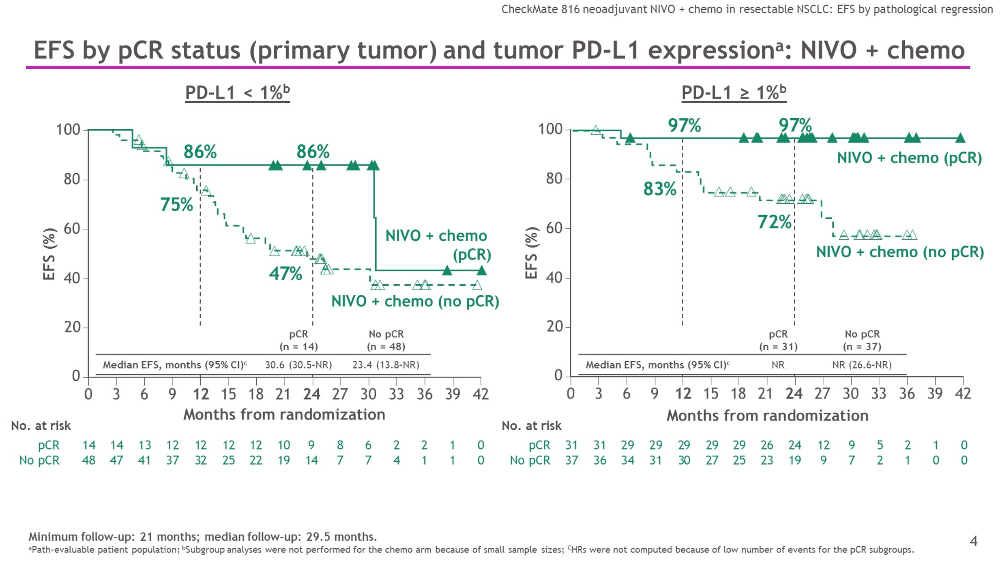 CheckMate 816 neoadjuvant NIVO + chemo in resectable NSCLC: EFS by pathological regression
EFS by pCR status (primary tumor) and tumor PD-L1 expressionᵃ: NIVO + chemo
PD-L1 < 1%ᵇ
100
80
60
40
20
0
EFS (%)
86%
86%
75%
47%
NIVO + chemo
(pCR)
NIVO + chemo (no pCR)
pCR No pCR
(n = 14) (n = 48)
Median EFS, months (95% CI)ᶜ 30.6 (30.5-NR) 23.4 (13.8-NR)
0 3 6 9 12 15 18 21 24 27 30 33 36 39 42
Months from randomization
No. at risk
pCR 14 14 13 12 12 12 12 10 9 8 6 2 2 1 0
No pCR 48 47 41 37 32 25 22 19 14 7 7 4 1 1 0
PD-L1 ≥ 1%ᵇ
100
80
60
40
20
0
EFS (%)
97%
97%
83%
72%
NIVO + chemo (pCR)
NIVO + chemo (no pCR)
pCR No pCR
(n = 31) (n = 37)
Median EFS, months (95% CI)ᶜ NR NR (26.6-NR)
0 3 6 9 12 15 18 21 24 27 30 33 36 39 42
Months from randomization
No. at risk
pCR 31 31 29 29 29 29 29 26 24 12 9 5 2 1 0
No pCR 37 36 34 31 30 27 25 23 19 9 7 2 1 0 0
Minimum follow-up: 21 months; median follow-up: 29.5 months.
ᵃPath-evaluable patient population; ᵇSubgroup analyses were not performed for the chemo arm because of small sample sizes; ᶜHRs were not computed because of low number of events for the pCR subgroups.
4